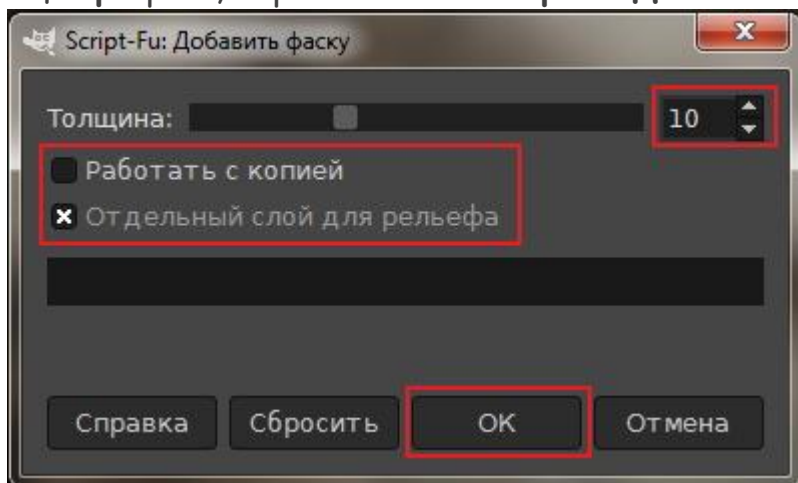 Script-Fu: Добавить фаску
Толщина: 10
Работать с копией
Отдельный слой для рельефа
Справка Сбросить OK Отмена